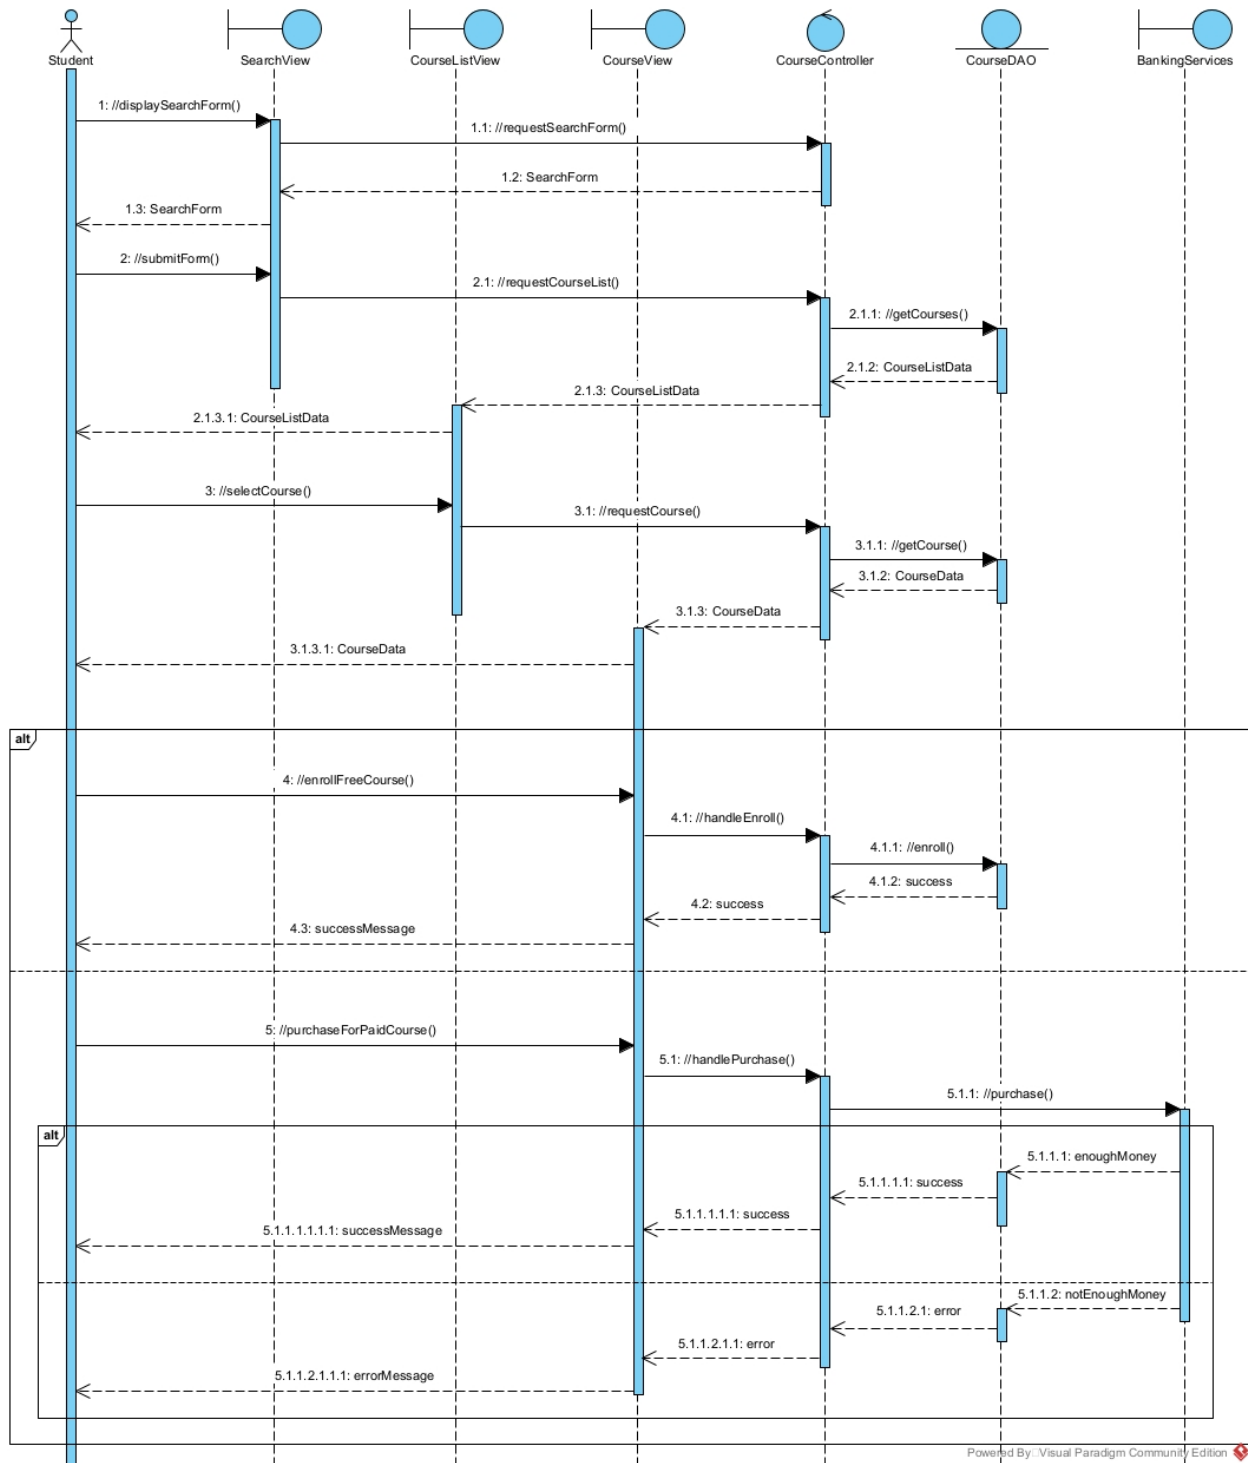 Student
SearchView
CourseListView
CourseView
CourseController
CourseDAO
BankingServices
1: //displaySearchForm()
1.1: //requestSearchForm()
1.2: SearchForm
1.3: SearchForm
2: //submitForm()
2.1: //requestCourseList()
2.1.1: //getCourses()
2.1.2: CourseListData
2.1.3: CourseListData
2.1.3.1: CourseListData
3: //selectCourse()
3.1: //requestCourse()
3.1.1: //getCourse()
3.1.2: CourseData
3.1.3: CourseData
3.1.3.1: CourseData
alt
4: //enrollFreeCourse()
4.1: //handleEnroll()
4.1.1: //enroll()
4.1.2: success
4.2: success
4.3: successMessage
5: //purchaseForPaidCourse()
5.1: //handlePurchase()
5.1.1: //purchase()
alt
5.1.1.1: enoughMoney
5.1.1.1.1: success
5.1.1.1.1.1: success
5.1.1.1.1.1.1: successMessage
5.1.1.2: notEnoughMoney
5.1.1.2.1: error
5.1.1.2.1.1: error
5.1.1.2.1.1.1: errorMessage
Powered By Visual Paradigm Community Edition